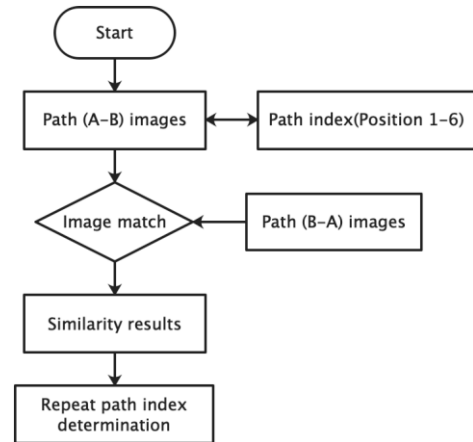 Start
Path (A-B) images
Path index(Position 1-6)
Image match
Path (B-A) images
Similarity results
Repeat path index
determination